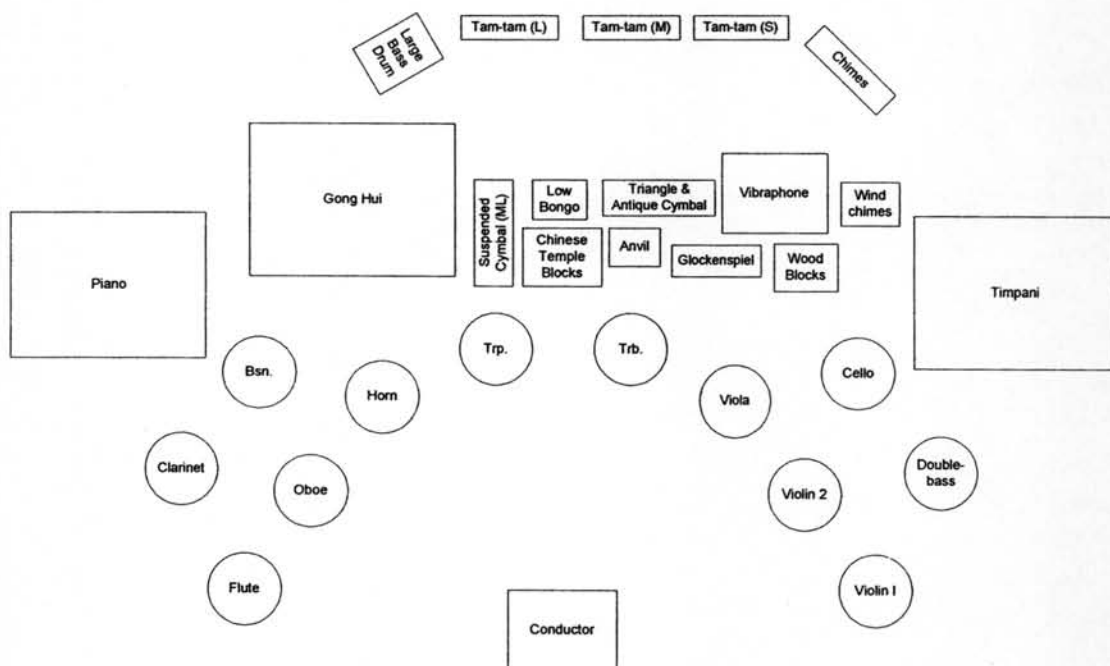 Large
Bass
Drum
Tam-tam (L)
Tam-tam (M)
Tam-tam (S)
Chimes
Gong Hui
Suspended
Cymbal (ML)
Low
Bongo
Triangle &
Antique Cymbal
Vibraphone
Wind
chimes
Chinese
Temple
Blocks
Anvil
Glockenspiel
Wood
Blocks
Piano
Timpani
Bsn.
Horn
Trp.
Trb.
Viola
Cello
Clarinet
Oboe
Violin 2
Double-
bass
Flute
Violin I
Conductor